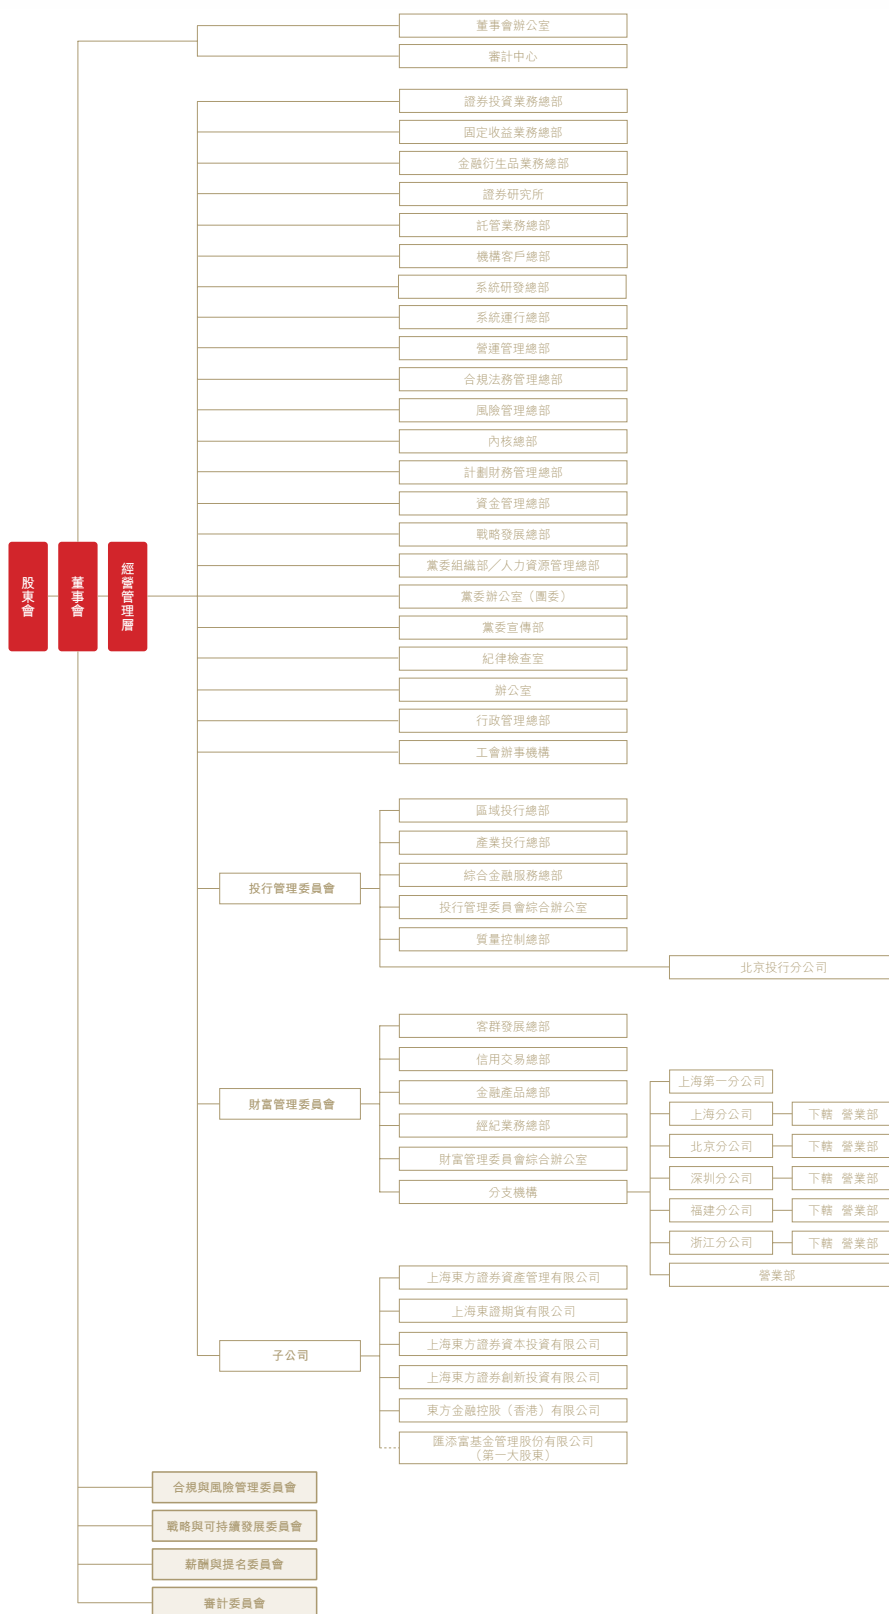 董事會辦公室
審計中心
證券投資業務總部
固定收益業務總部
金融衍生品業務總部
證券研究所
託管業務總部
機構客戶總部
系統研發總部
系統運行總部
營運管理總部
合規法務管理總部
風險管理總部
內核總部
計劃財務管理總部
資金管理總部
戰略發展總部
黨委組織部／人力資源管理總部
股東會
董事會
經營管理層
黨委辦公室（團委）
黨委宣傳部
紀律檢查室
辦公室
行政管理總部
工會辦事機構
投行管理委員會
區域投行總部
產業投行總部
綜合金融服務總部
投行管理委員會綜合辦公室
質量控制總部
北京投行分公司
財富管理委員會
客群發展總部
信用交易總部
金融產品總部
經紀業務總部
財富管理委員會綜合辦公室
分支機構
上海第一分公司
上海分公司
下轄 營業部
北京分公司
下轄 營業部
深圳分公司
下轄 營業部
福建分公司
下轄 營業部
浙江分公司
下轄 營業部
營業部
子公司
上海東方證券資產管理有限公司
上海東證期貨有限公司
上海東方證券資本投資有限公司
上海東方證券創新投資有限公司
東方金融控股（香港）有限公司
匯添富基金管理股份有限公司
（第一大股東）
合規與風險管理委員會
戰略與可持續發展委員會
薪酬與提名委員會
審計委員會